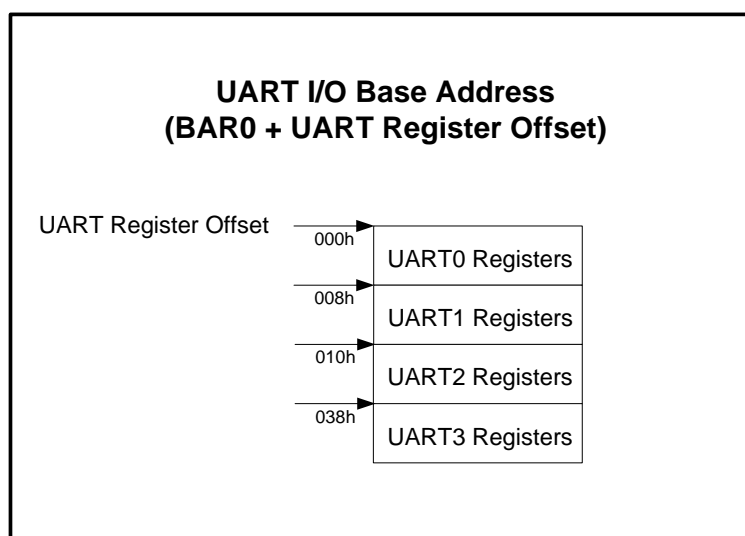 UART I/O Base Address
(BAR0 + UART Register Offset)
UART Register Offset
000h
UART0 Registers
008h
UART1 Registers
010h
UART2 Registers
038h
UART3 Registers